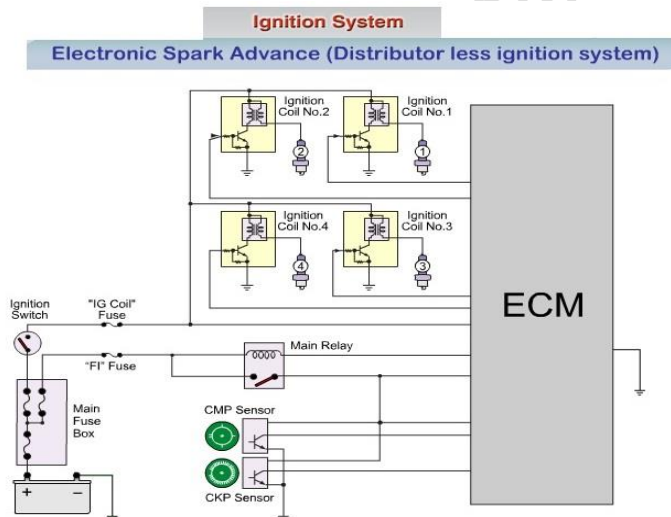 Ignition System
Electronic Spark Advance (Distributor less ignition system)
Ignition
Coil No.2
Ignition
Coil No.1
2
1
Ignition
Coil No.4
Ignition
Coil No.3
4
3
ECM
Ignition
Switch
"IG Coil"
Fuse
Main Relay
"FI" Fuse
Main
Fuse
Box
CMP Sensor
CKP Sensor
+
−